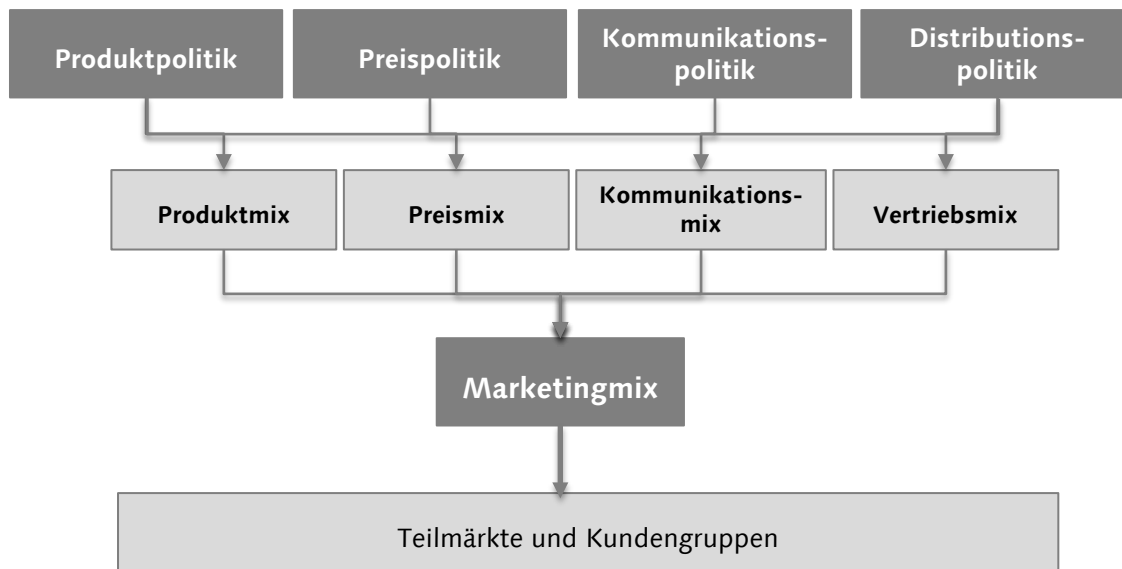 Produktpolitik
Preispolitik
Kommunikations-
politik
Distributions-
politik
Produktmix
Preismix
Kommunikations-
mix
Vertriebsmix
Marketingmix
Teilmärkte und Kundengruppen